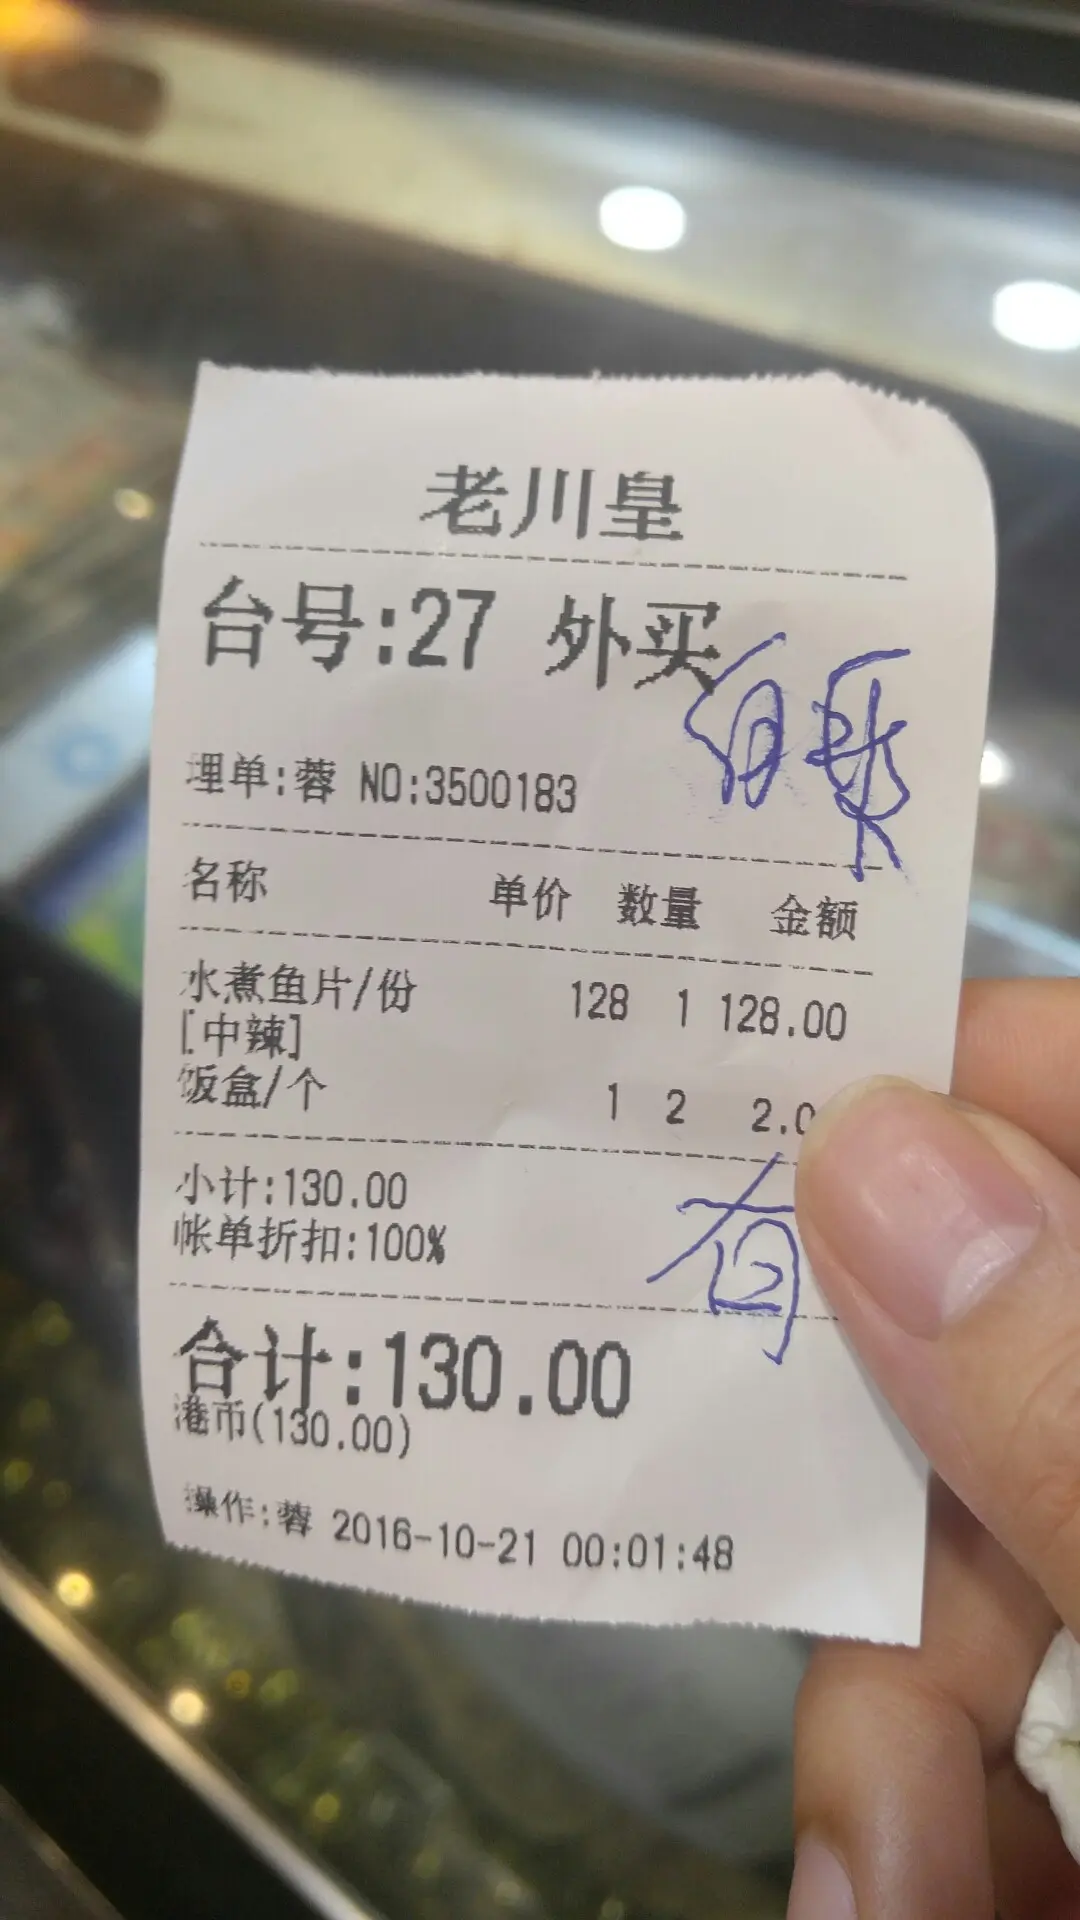 老川皇
台号:27 外买
埋单:蓉 NO:3500183
名称 单价 数量 金额
水煮鱼片/份 128 1 128.00
[中辣]
饭盒/个 1 2 2.0
小计:130.00
帐单折扣:100%
合计:130.00
港币(130.00)
操作:蓉 2016-10-21 00:01:48